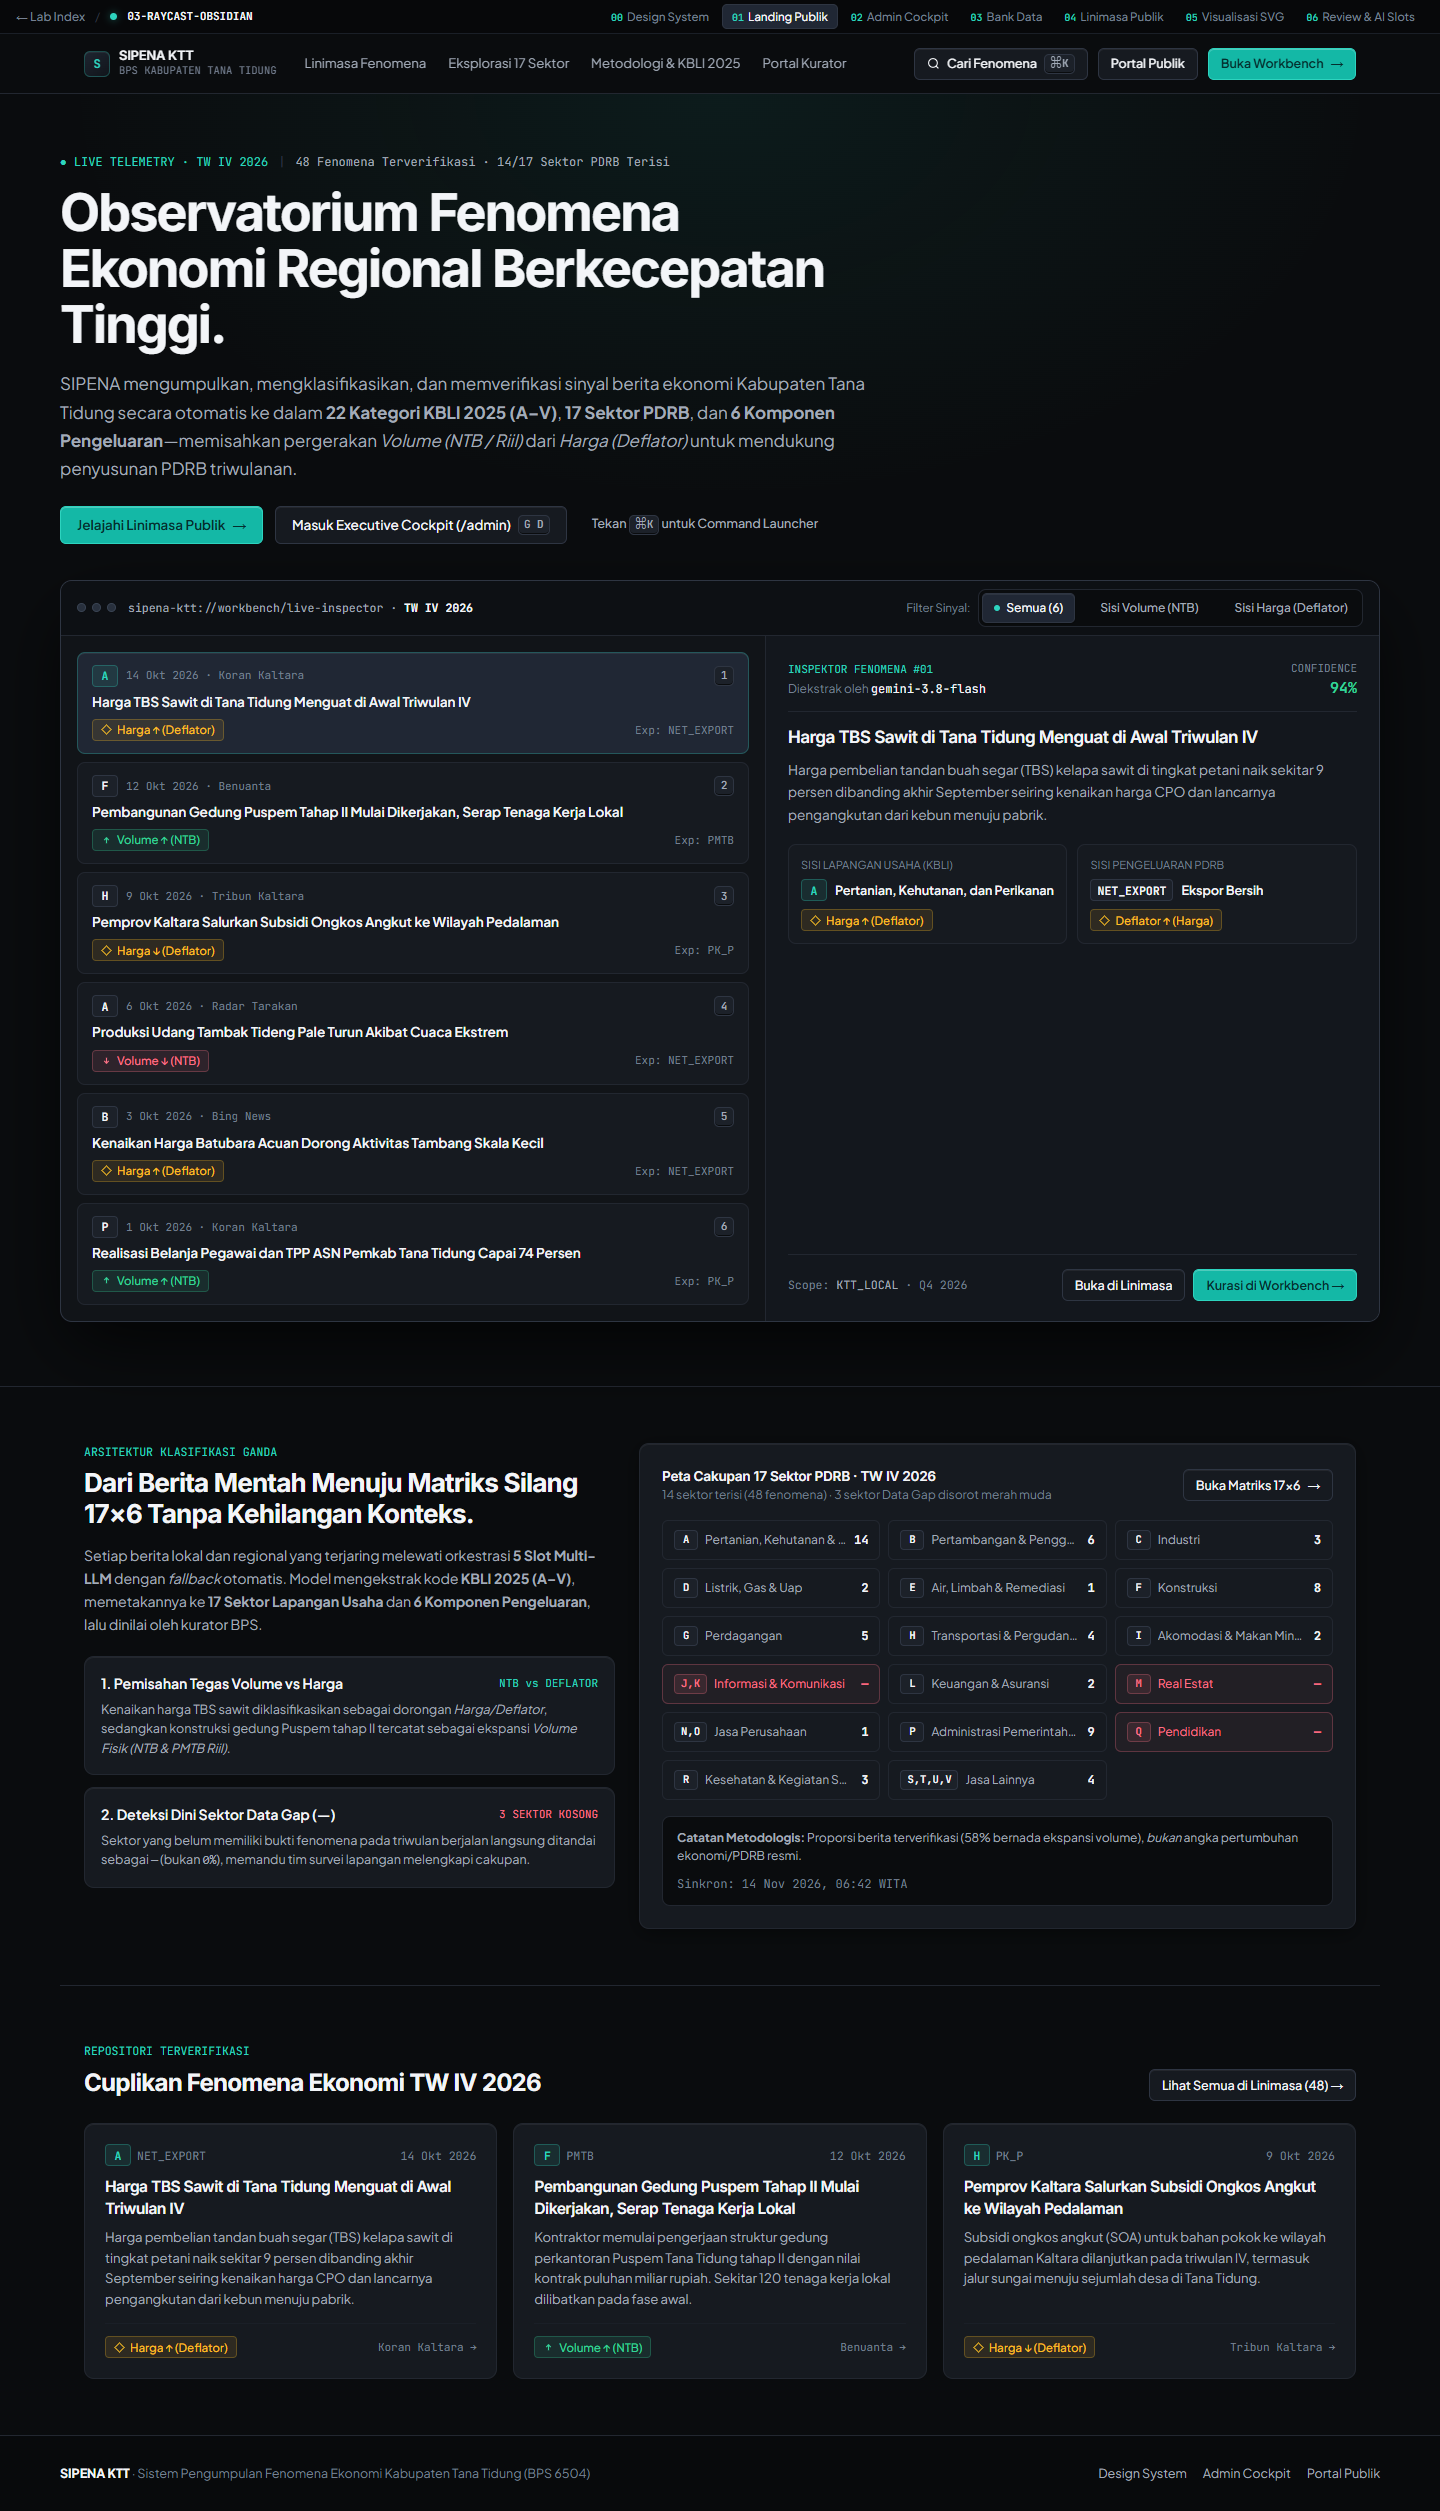 ← Lab Index / 03-RAYCAST-OBSIDIAN
00 Design System 01 Landing Publik 02 Admin Cockpit 03 Bank Data 04 Linimasa Publik 05 Visualisasi SVG 06 Review & AI Slots
S SIPENA KTT
BPS KABUPATEN TANA TIDUNG
Linimasa Fenomena Eksplorasi 17 Sektor Metodologi & KBLI 2025 Portal Kurator
Cari Fenomena ⌘K Portal Publik Buka Workbench →
● LIVE TELEMETRY · TW IV 2026 | 48 Fenomena Terverifikasi · 14/17 Sektor PDRB Terisi
Observatorium Fenomena
Ekonomi Regional Berkecepatan
Tinggi.
SIPENA mengumpulkan, mengklasifikasikan, dan memverifikasi sinyal berita ekonomi Kabupaten Tana
Tidung secara otomatis ke dalam 22 Kategori KBLI 2025 (A–V), 17 Sektor PDRB, dan 6 Komponen
Pengeluaran—memisahkan pergerakan Volume (NTB / Riil) dari Harga (Deflator) untuk mendukung
penyusunan PDRB triwulanan.
Jelajahi Linimasa Publik → Masuk Executive Cockpit (/admin) G D Tekan ⌘K untuk Command Launcher
sipena-ktt://workbench/live-inspector · TW IV 2026
Filter Sinyal: Semua (6) Sisi Volume (NTB) Sisi Harga (Deflator)
A 14 Okt 2026 · Koran Kaltara 1
Harga TBS Sawit di Tana Tidung Menguat di Awal Triwulan IV
◇ Harga ↑ (Deflator) Exp: NET_EXPORT
F 12 Okt 2026 · Benuanta 2
Pembangunan Gedung Puspem Tahap II Mulai Dikerjakan, Serap Tenaga Kerja Lokal
↑ Volume ↑ (NTB) Exp: PMTB
H 9 Okt 2026 · Tribun Kaltara 3
Pemprov Kaltara Salurkan Subsidi Ongkos Angkut ke Wilayah Pedalaman
◇ Harga ↓ (Deflator) Exp: PK_P
A 6 Okt 2026 · Radar Tarakan 4
Produksi Udang Tambak Tideng Pale Turun Akibat Cuaca Ekstrem
↓ Volume ↓ (NTB) Exp: NET_EXPORT
B 3 Okt 2026 · Bing News 5
Kenaikan Harga Batubara Acuan Dorong Aktivitas Tambang Skala Kecil
◇ Harga ↑ (Deflator) Exp: NET_EXPORT
P 1 Okt 2026 · Koran Kaltara 6
Realisasi Belanja Pegawai dan TPP ASN Pemkab Tana Tidung Capai 74 Persen
↑ Volume ↑ (NTB) Exp: PK_P
INSPEKTOR FENOMENA #01 CONFIDENCE
Diekstrak oleh gemini-3.8-flash 94%
Harga TBS Sawit di Tana Tidung Menguat di Awal Triwulan IV
Harga pembelian tandan buah segar (TBS) kelapa sawit di tingkat petani naik sekitar 9
persen dibanding akhir September seiring kenaikan harga CPO dan lancarnya
pengangkutan dari kebun menuju pabrik.
SISI LAPANGAN USAHA (KBLI)
A Pertanian, Kehutanan, dan Perikanan
◇ Harga ↑ (Deflator)
SISI PENGELUARAN PDRB
NET_EXPORT Ekspor Bersih
◇ Deflator ↑ (Harga)
Scope: KTT_LOCAL · Q4 2026 Buka di Linimasa Kurasi di Workbench →
ARSITEKTUR KLASIFIKASI GANDA
Dari Berita Mentah Menuju Matriks Silang
17×6 Tanpa Kehilangan Konteks.
Setiap berita lokal dan regional yang terjaring melewati orkestrasi 5 Slot Multi-
LLM dengan fallback otomatis. Model mengekstrak kode KBLI 2025 (A–V),
memetakannya ke 17 Sektor Lapangan Usaha dan 6 Komponen Pengeluaran,
lalu dinilai oleh kurator BPS.
1. Pemisahan Tegas Volume vs Harga NTB vs DEFLATOR
Kenaikan harga TBS sawit diklasifikasikan sebagai dorongan Harga/Deflator,
sedangkan konstruksi gedung Puspem tahap II tercatat sebagai ekspansi Volume
Fisik (NTB & PMTB Riil).
2. Deteksi Dini Sektor Data Gap (—) 3 SEKTOR KOSONG
Sektor yang belum memiliki bukti fenomena pada triwulan berjalan langsung ditandai
sebagai — (bukan 0%), memandu tim survei lapangan melengkapi cakupan.
Peta Cakupan 17 Sektor PDRB · TW IV 2026
14 sektor terisi (48 fenomena) · 3 sektor Data Gap disorot merah muda
Buka Matriks 17×6 →
A Pertanian, Kehutanan & … 14 B Pertambangan & Pengg… 6 C Industri 3
D Listrik, Gas & Uap 2 E Air, Limbah & Remediasi 1 F Konstruksi 8
G Perdagangan 5 H Transportasi & Pergudan… 4 I Akomodasi & Makan Min… 2
J,K Informasi & Komunikasi — L Keuangan & Asuransi 2 M Real Estat —
N,O Jasa Perusahaan 1 P Administrasi Pemerintah… 9 Q Pendidikan —
R Kesehatan & Kegiatan S… 3 S,T,U,V Jasa Lainnya 4
Catatan Metodologis: Proporsi berita terverifikasi (58% bernada ekspansi volume), bukan angka pertumbuhan
ekonomi/PDRB resmi.
Sinkron: 14 Nov 2026, 06:42 WITA
REPOSITORI TERVERIFIKASI
Cuplikan Fenomena Ekonomi TW IV 2026
Lihat Semua di Linimasa (48) →
A NET_EXPORT 14 Okt 2026
Harga TBS Sawit di Tana Tidung Menguat di Awal
Triwulan IV
Harga pembelian tandan buah segar (TBS) kelapa sawit di
tingkat petani naik sekitar 9 persen dibanding akhir
September seiring kenaikan harga CPO dan lancarnya
pengangkutan dari kebun menuju pabrik.
◇ Harga ↑ (Deflator) Koran Kaltara →
F PMTB 12 Okt 2026
Pembangunan Gedung Puspem Tahap II Mulai
Dikerjakan, Serap Tenaga Kerja Lokal
Kontraktor memulai pengerjaan struktur gedung
perkantoran Puspem Tana Tidung tahap II dengan nilai
kontrak puluhan miliar rupiah. Sekitar 120 tenaga kerja lokal
dilibatkan pada fase awal.
↑ Volume ↑ (NTB) Benuanta →
H PK_P 9 Okt 2026
Pemprov Kaltara Salurkan Subsidi Ongkos Angkut
ke Wilayah Pedalaman
Subsidi ongkos angkut (SOA) untuk bahan pokok ke wilayah
pedalaman Kaltara dilanjutkan pada triwulan IV, termasuk
jalur sungai menuju sejumlah desa di Tana Tidung.
◇ Harga ↓ (Deflator) Tribun Kaltara →
SIPENA KTT · Sistem Pengumpulan Fenomena Ekonomi Kabupaten Tana Tidung (BPS 6504)
Design System Admin Cockpit Portal Publik